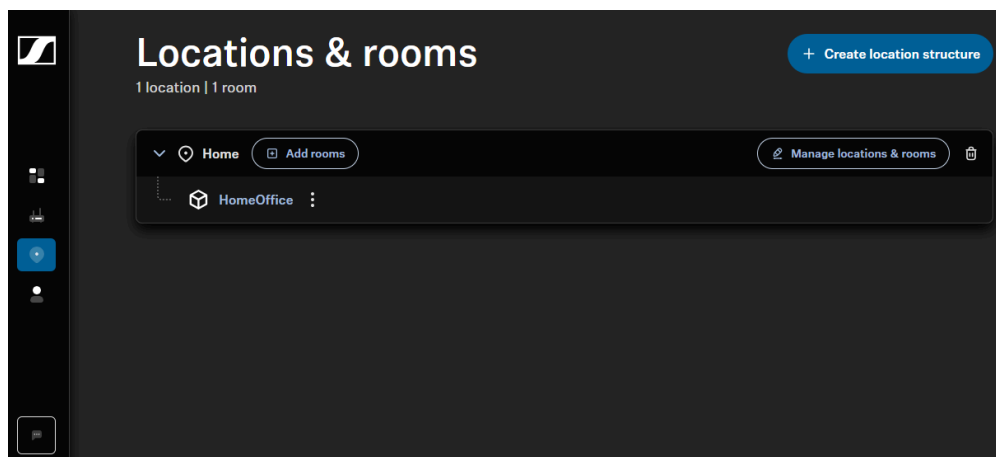 Locations & rooms
+ Create location structure
1 location | 1 room
Home
Add rooms
Manage locations & rooms
HomeOffice